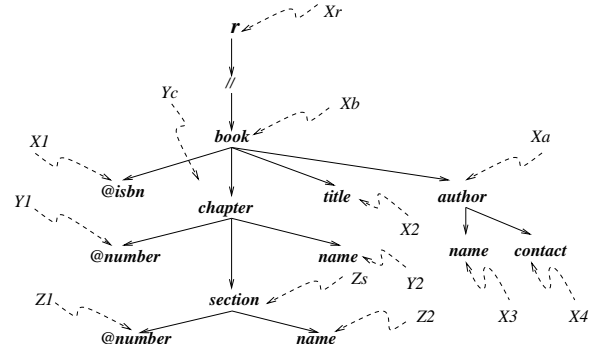 Xr
r
//
Yc
Xb
book
X1
Xa
@isbn
title
author
Y1
chapter
X2
@number
name
name
contact
Zs
Y2
Z1
section
Z2
X3
X4
@number
name